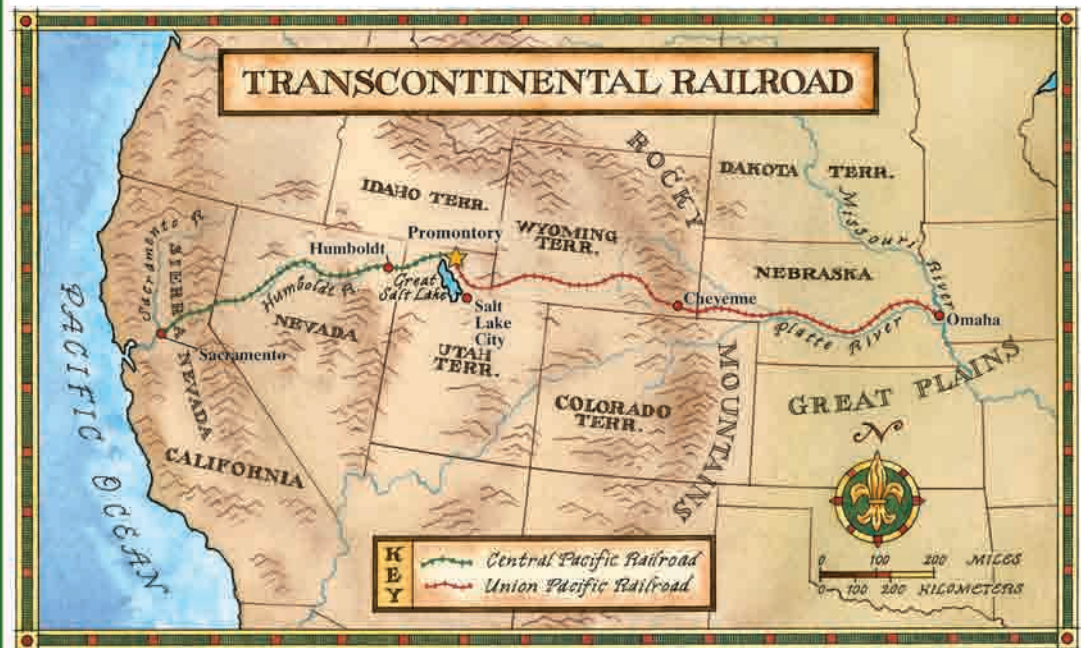 TRANSCONTINENTAL RAILROAD
ROCKY
MOUNTAINS
DAKOTA TERR.
IDAHO TERR.
WYOMING
TERR.
Missouri River
Sacramento R.
SIERRA
NEVADA
Humboldt
Promontory
NEBRASKA
Humboldt R.
Great
Salt Lake
Salt
Lake
City
Cheyenne
Omaha
Platte River
NEVADA
Sacramento
UTAH
TERR.
PACIFIC OCEAN
GREAT PLAINS
COLORADO
TERR.
CALIFORNIA
N
KEY
Central Pacific Railroad
Union Pacific Railroad
0 100 200 MILES
0 100 200 KILOMETERS